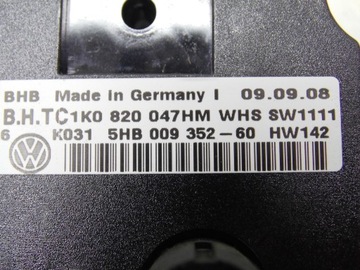 BHB Made in Germany I 09.09.08
B.H.TC1K0 820 047HM WHS SW1111
6 K031 5HB 009 352-60 HW142